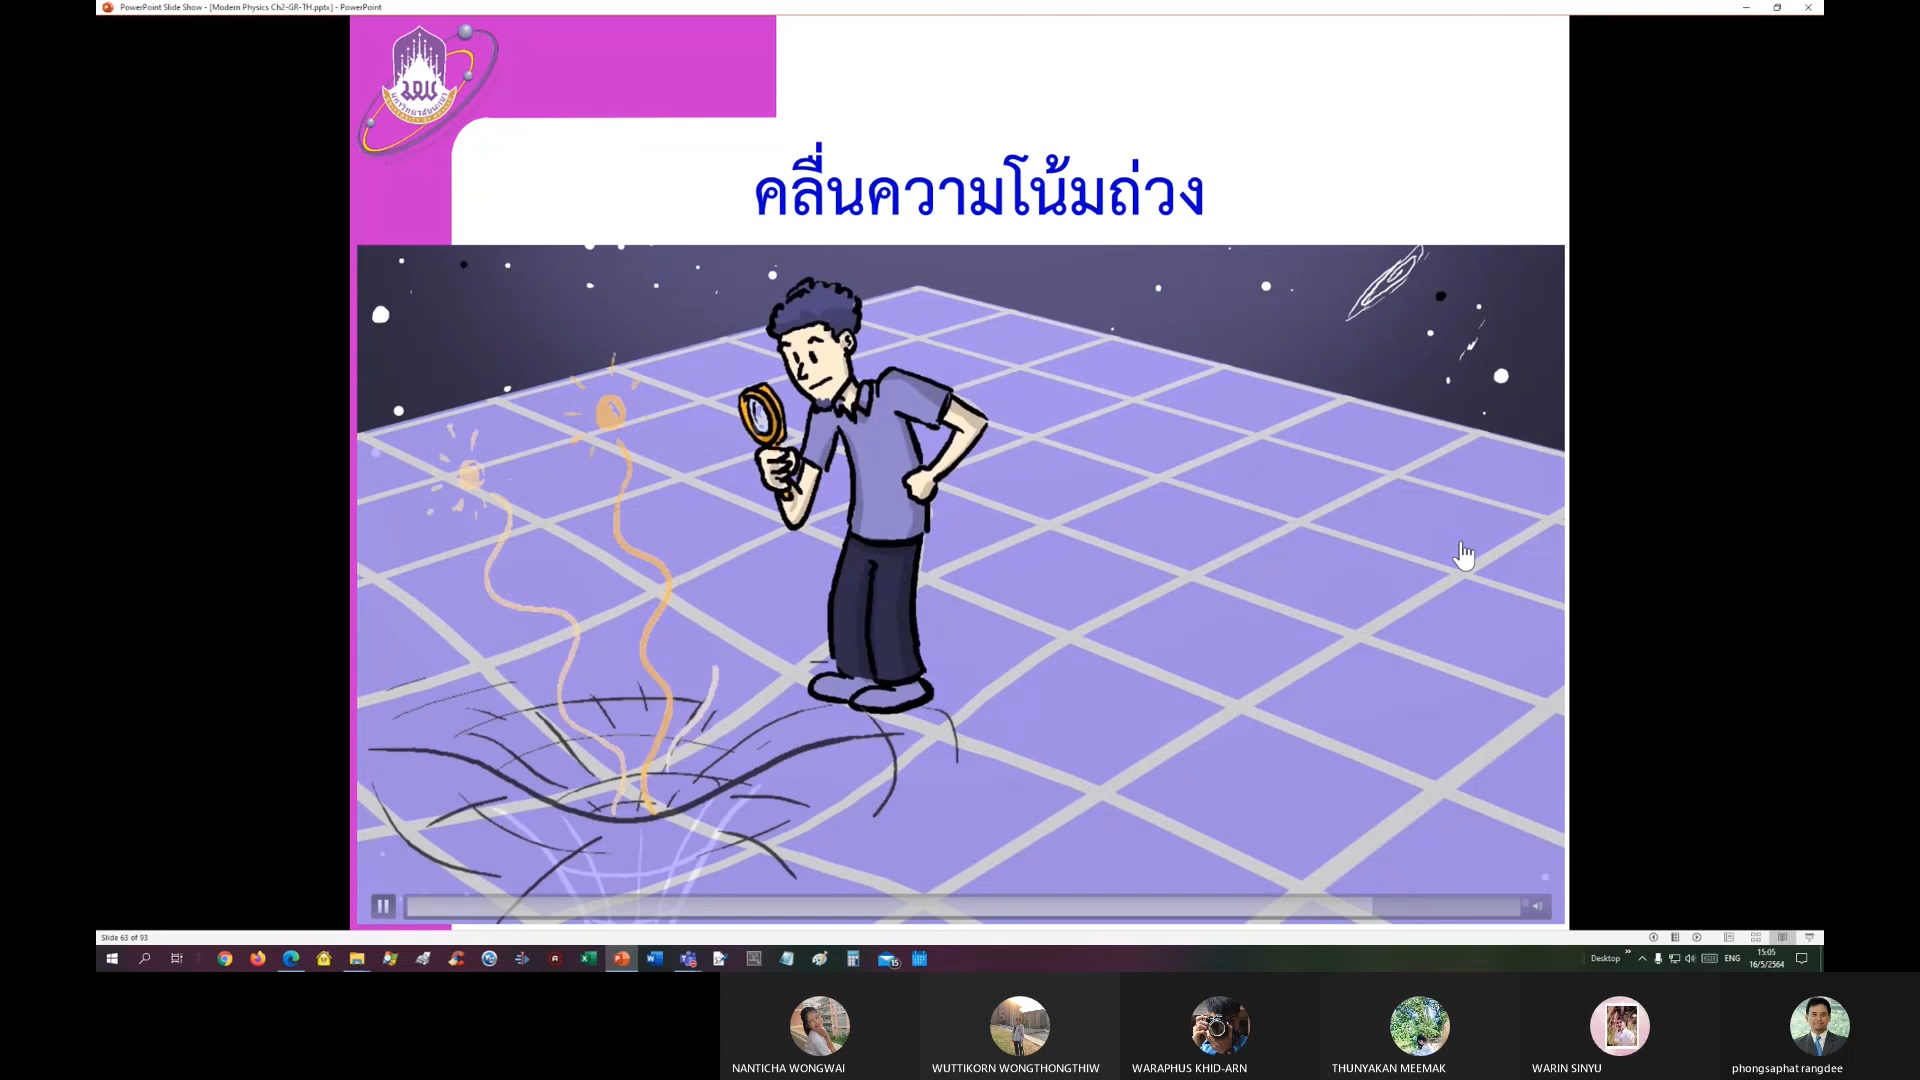 PowerPoint Slide Show - [Modern Physics Ch2-GR-TH.pptx] - PowerPoint
คลื่นความโน้มถ่วง
Slide 63 of 93
Desktop
ENG
15:05
16/5/2564
15
NANTICHA WONGWAI
WUTTIKORN WONGTHONGTHIW
WARAPHUS KHID-ARN
THUNYAKAN MEEMAK
WARIN SINYU
phongsaphat rangdee